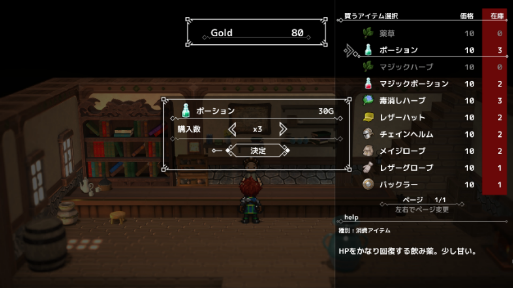 Gold 80
買うアイテム選択 価格 在庫
薬草 10 0
ポーション 10 3
マジックハーブ 10 0
マジックポーション 10 2
毒消しハーブ 10 3
レザーハット 10 2
チェインヘルム 10 2
メイジローブ 10 2
レザーグローブ 10 1
バックラー 10 1
ページ 1/1
左右でページ変更
ポーション 30G
購入数 x3
決定
help
種別:消費アイテム
HPをかなり回復する飲み薬。少し甘い。